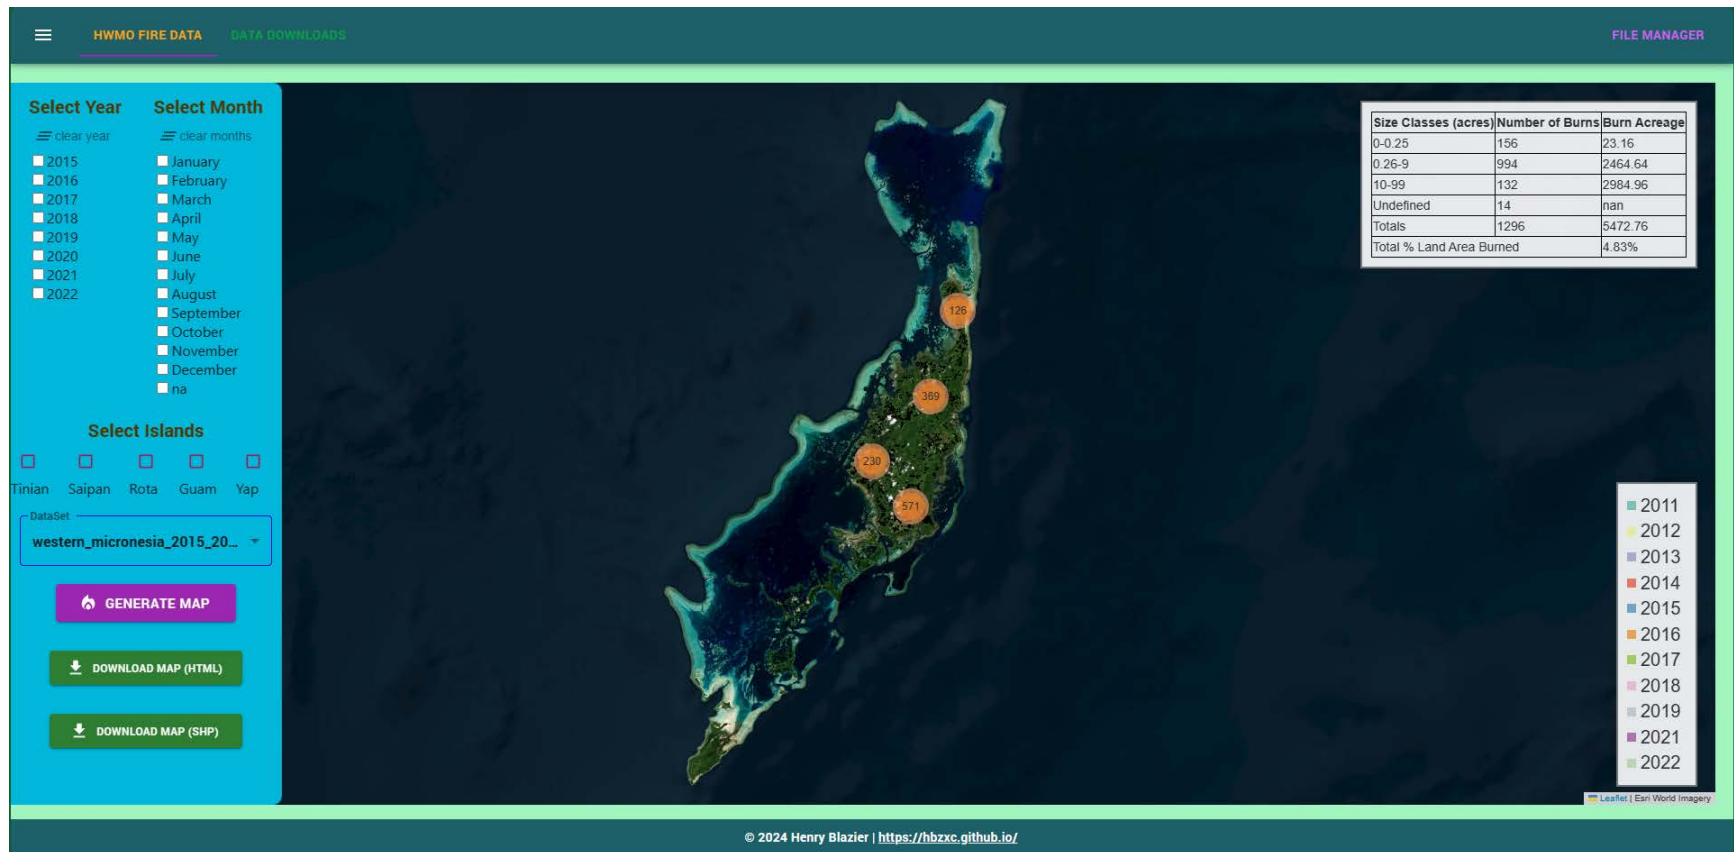 HWMO FIRE DATA DATA DOWNLOADS FILE MANAGER
Select Year Select Month
clear year clear months
2015 January
2016 February
2017 March
2018 April
2019 May
2020 June
2021 July
2022 August
September
October
November
December
na
Select Islands
Tinian Saipan Rota Guam Yap
DataSet
western_micronesia_2015_20...
GENERATE MAP
DOWNLOAD MAP (HTML)
DOWNLOAD MAP (SHP)
126
369
230
571
Size Classes (acres) Number of Burns Burn Acreage
0-0.25 156 23.16
0.26-9 994 2464.64
10-99 132 2984.96
Undefined 14 nan
Totals 1296 5472.76
Total % Land Area Burned 4.83%
2011
2012
2013
2014
2015
2016
2017
2018
2019
2021
2022
Leaflet | Esri World Imagery
© 2024 Henry Blazier | https://hbzxc.github.io/